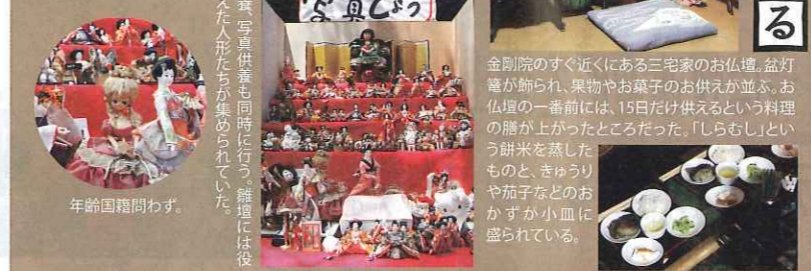 写真しょう
る
養、写真供養も同時に行う。雛壇には役
えた人形たちが集められていた。
年齢国籍問わず。
金剛院のすぐ近くにある三宅家のお仏壇。盆灯
篭が飾られ、果物やお菓子のお供えが並ぶ。お
仏壇の一番前には、15日だけ供えるという料理
の膳が上がったところだった。「しらむし」とい
う餅米を蒸した
ものと、きゅうり
や茄子などのお
かずが小皿に
盛られている。